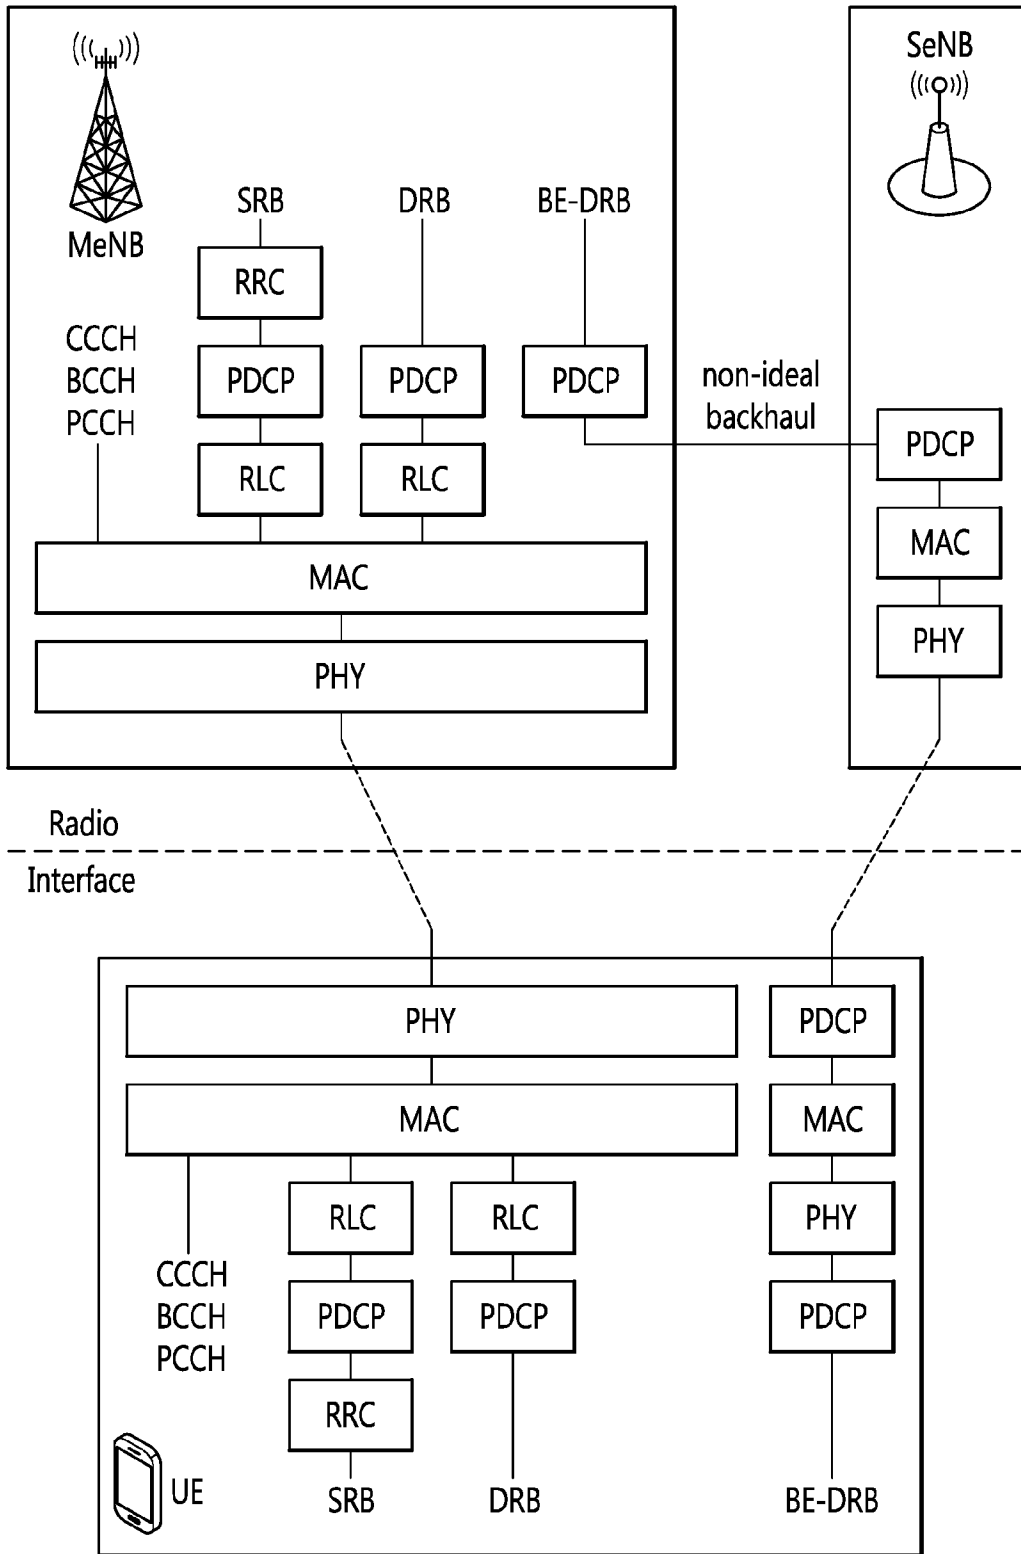 SeNB
MeNB
SRB
DRB
BE-DRB
RRC
CCCH
BCCH
PCCH
PDCP
PDCP
PDCP
non-ideal
backhaul
PDCP
RLC
RLC
MAC
MAC
PHY
PHY
Radio
Interface
PHY
PDCP
MAC
MAC
RLC
RLC
PHY
CCCH
BCCH
PCCH
PDCP
PDCP
PDCP
RRC
UE
SRB
DRB
BE-DRB